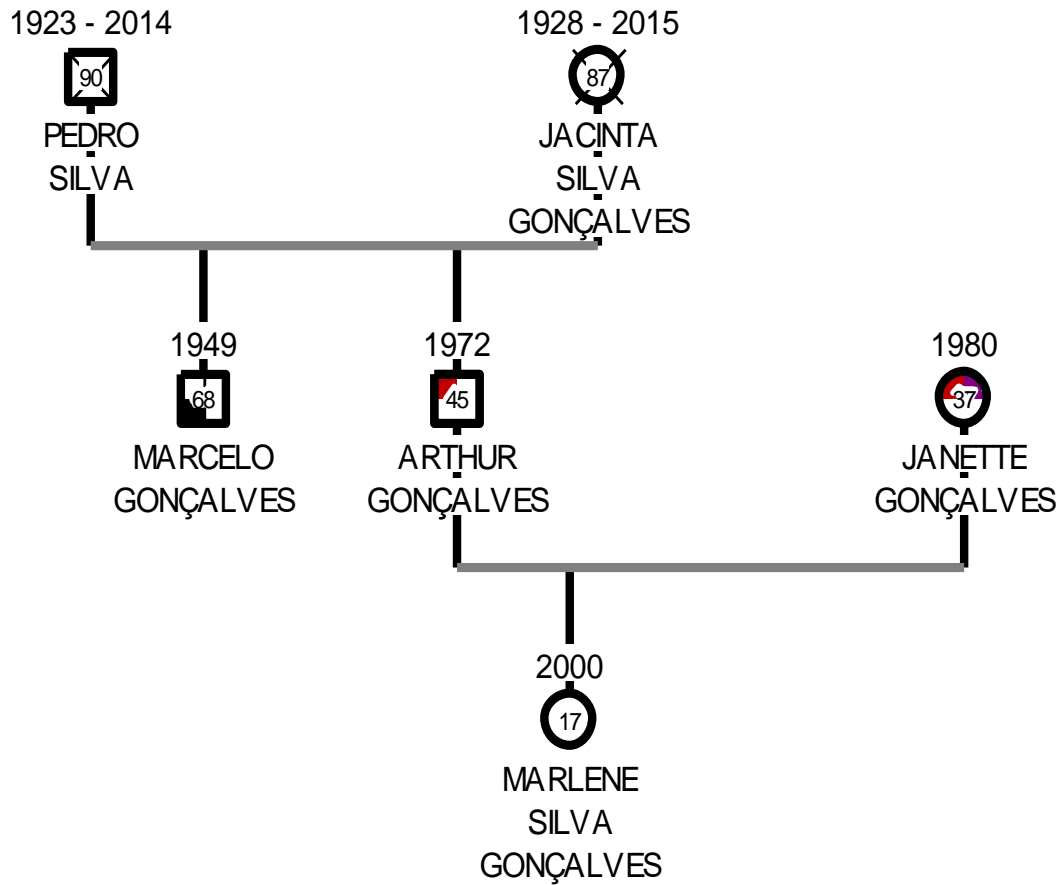 1923 - 2014
1928 - 2015
90
87
PEDRO
SILVA
JACINTA
SILVA
GONÇALVES
1949
1972
1980
68
45
37
MARCELO
GONÇALVES
ARTHUR
GONÇALVES
JANETTE
GONÇALVES
2000
17
MARLENE
SILVA
GONÇALVES